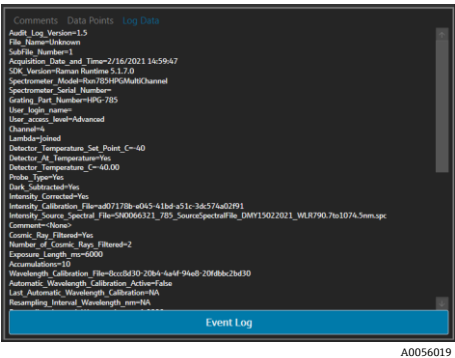 Comments Data Points Log Data
Audit_Log_Version=1.5
File_Name=Unknown
SubFile_Number=1
Acquisition_Date_and_Time=2/16/2021 14:59:47
SDK_Version=Raman Runtime 5.1.7.0
Spectrometer_Model=Rxn785HPGMultiChannel
Spectrometer_Serial_Number=
Grating_Part_Number=HPG-785
User_login_name=
User_access_level=Advanced
Channel=4
Lambda=Joined
Detector_Temperature_Set_Point_C=-40
Detector_At_Temperature=Yes
Detector_Temperature_C=-40.00
Probe_Type=Yes
Dark_Subtracted=Yes
Intensity_Corrected=Yes
Intensity_Calibration_File=ad07178b-e045-41bd-a51c-3dc574a02f91
Intensity_Source_Spectral_File=SN0066321_785_SourceSpectralFile_DMY15022021_WLR790.7to1074.5nm.spc
Comment=<None>
Cosmic_Ray_Filtered=Yes
Number_of_Cosmic_Rays_Filtered=2
Exposure_Length_ms=6000
Accumulations=10
Wavelength_Calibration_File=8ccc8d30-20b4-4a4f-94e8-20fdbbc2bd30
Automatic_Wavelength_Calibration_Active=False
Last_Automatic_Wavelength_Calibration=NA
Resampling_Interval_Wavelength_nm=NA
Event Log
A0056019